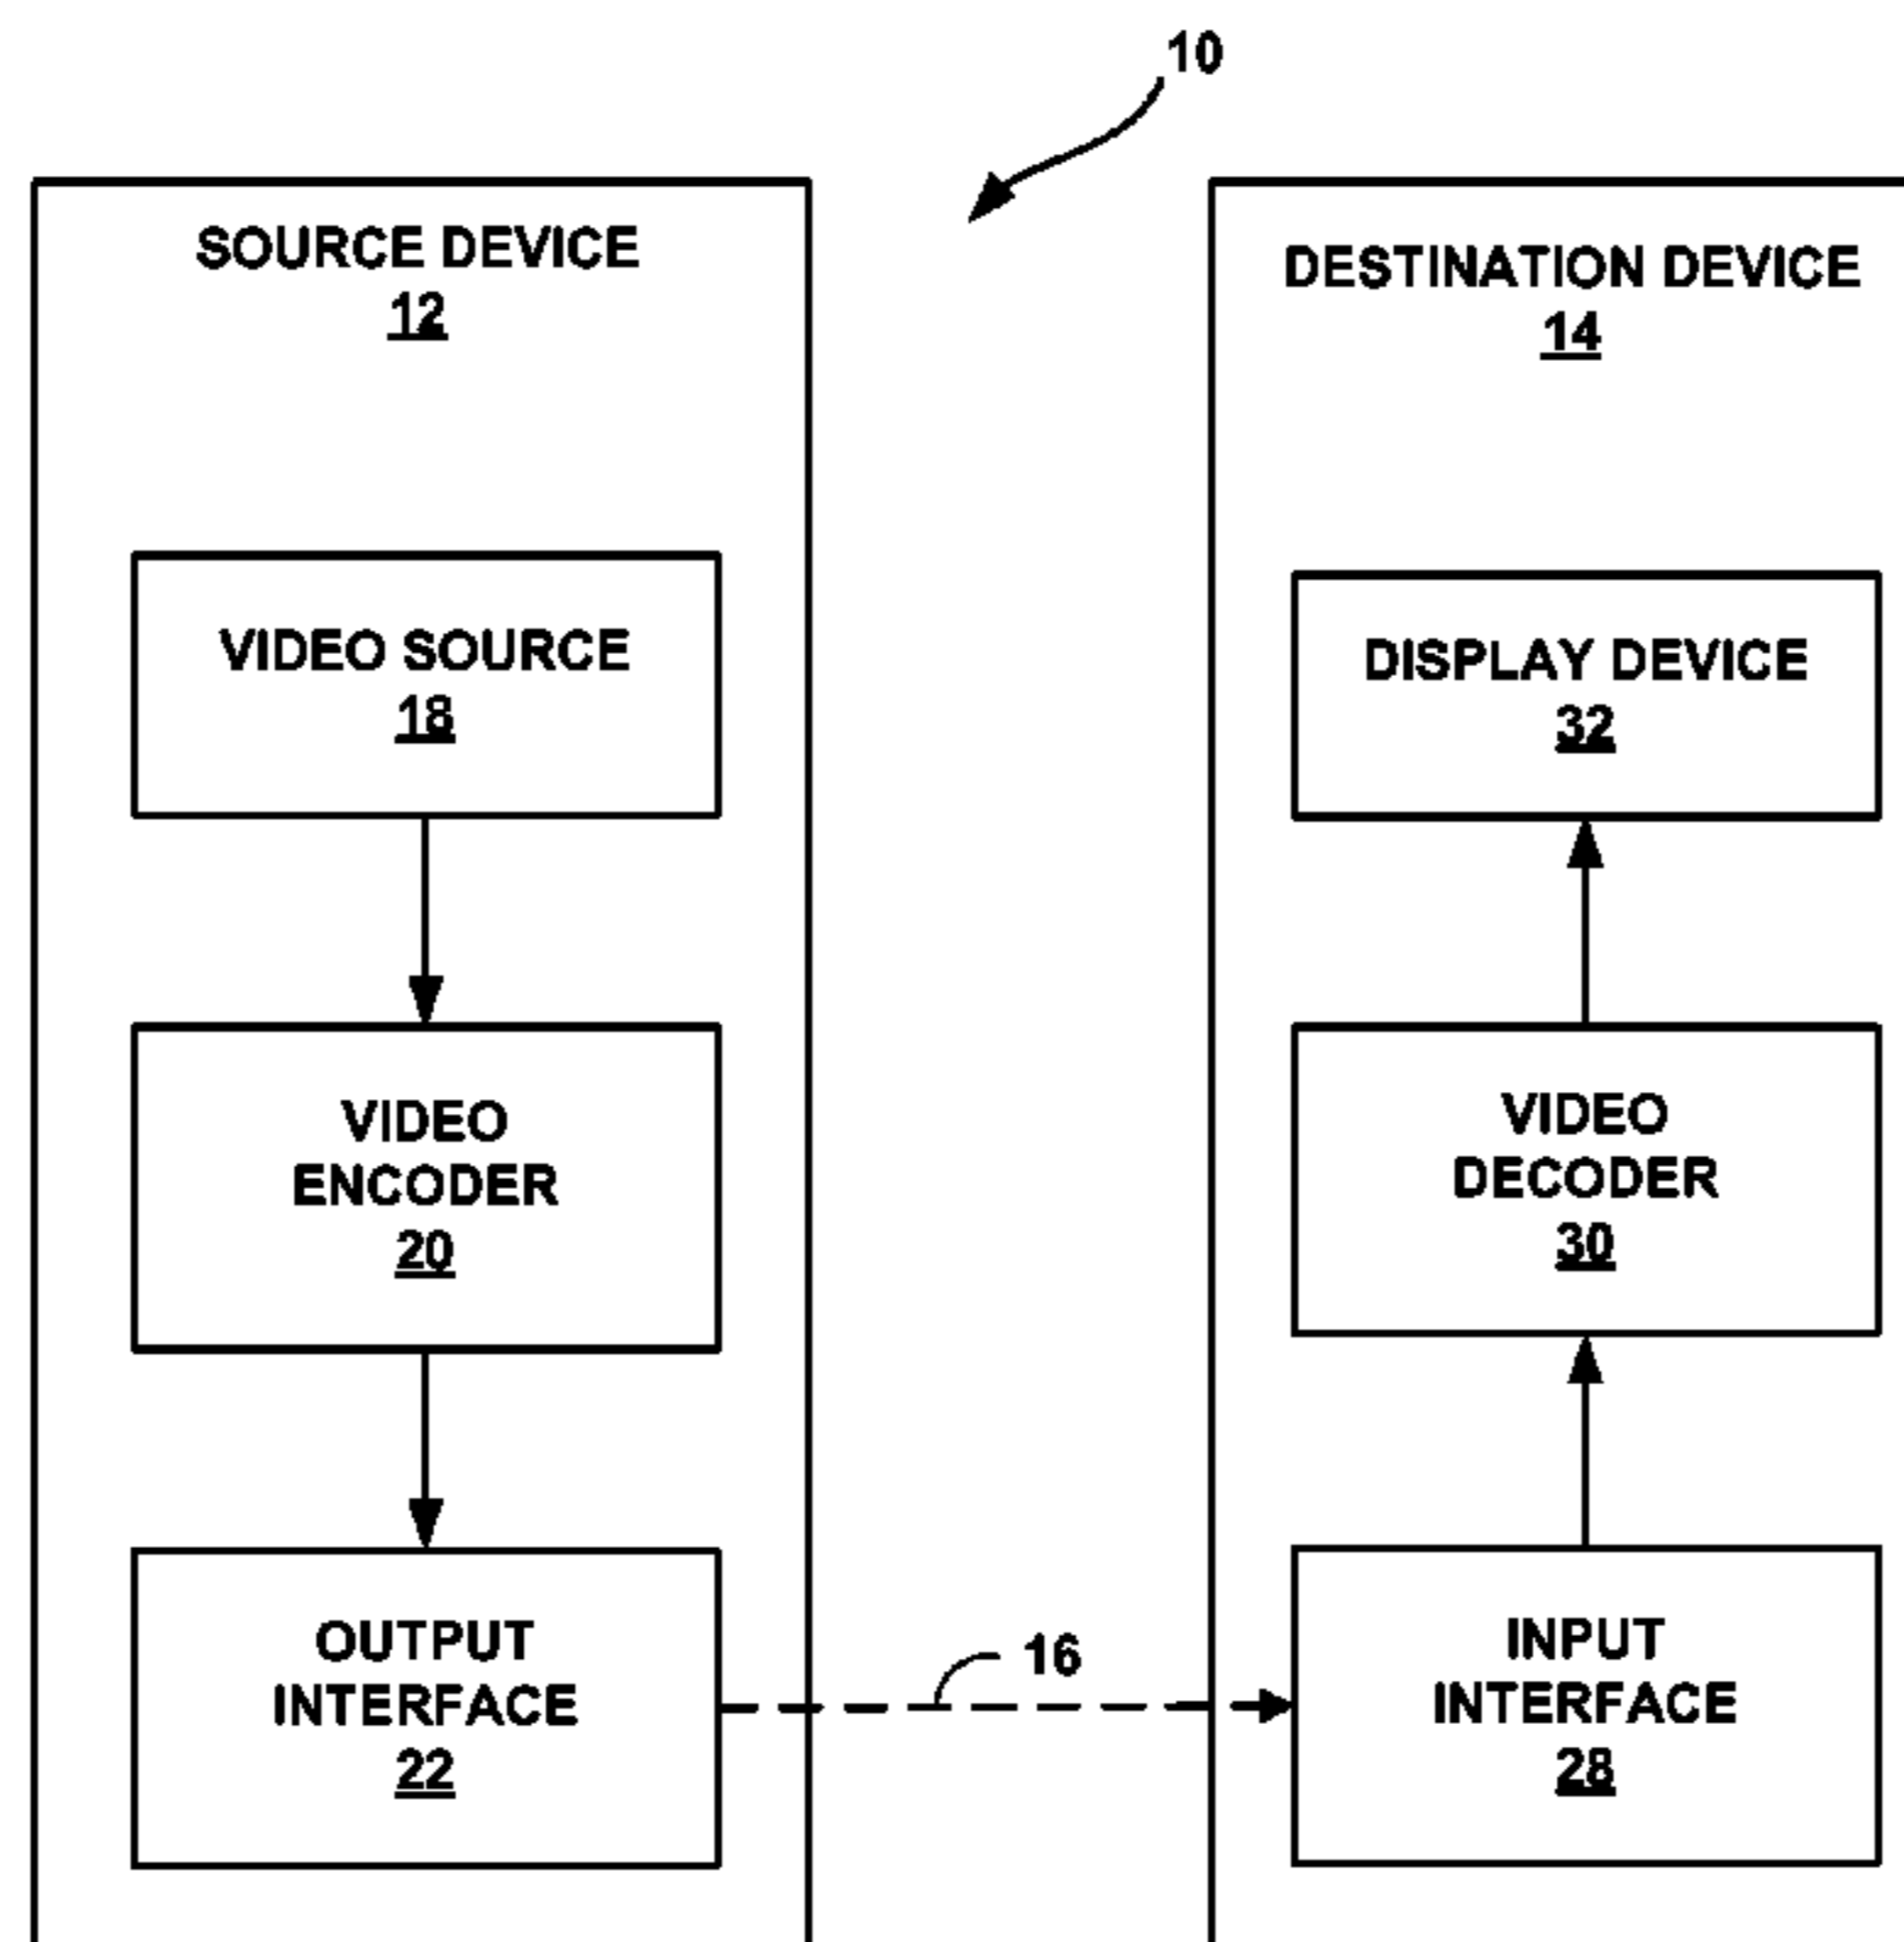 10
SOURCE DEVICE
12
VIDEO SOURCE
18
VIDEO
ENCODER
20
OUTPUT
INTERFACE
22
16
DESTINATION DEVICE
14
DISPLAY DEVICE
32
VIDEO
DECODER
30
INPUT
INTERFACE
28